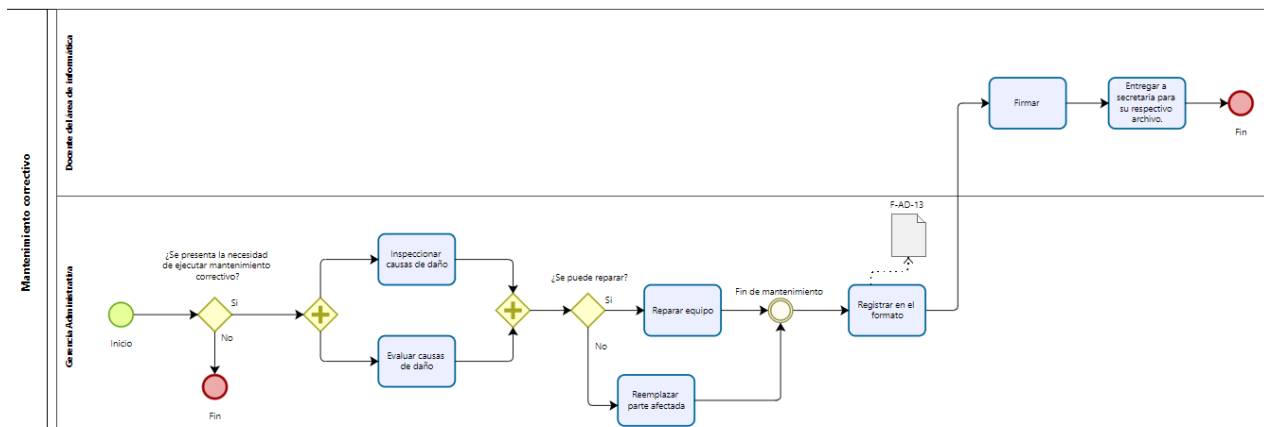 Mantenimiento correctivo
Docente del área de informática
Firmar
Entregar a
secretaria para
su respectivo
archivo.
Fin
Gerencia Administrativa
Inicio
¿Se presenta la necesidad
de ejecutar mantenimiento
correctivo?
Si
No
Fin
Inspeccionar
causas de daño
Evaluar causas
de daño
¿Se puede reparar?
Si
No
Reparar equipo
Reemplazar
parte afectada
Fin de mantenimiento
Registrar en el
formato
F-AD-13